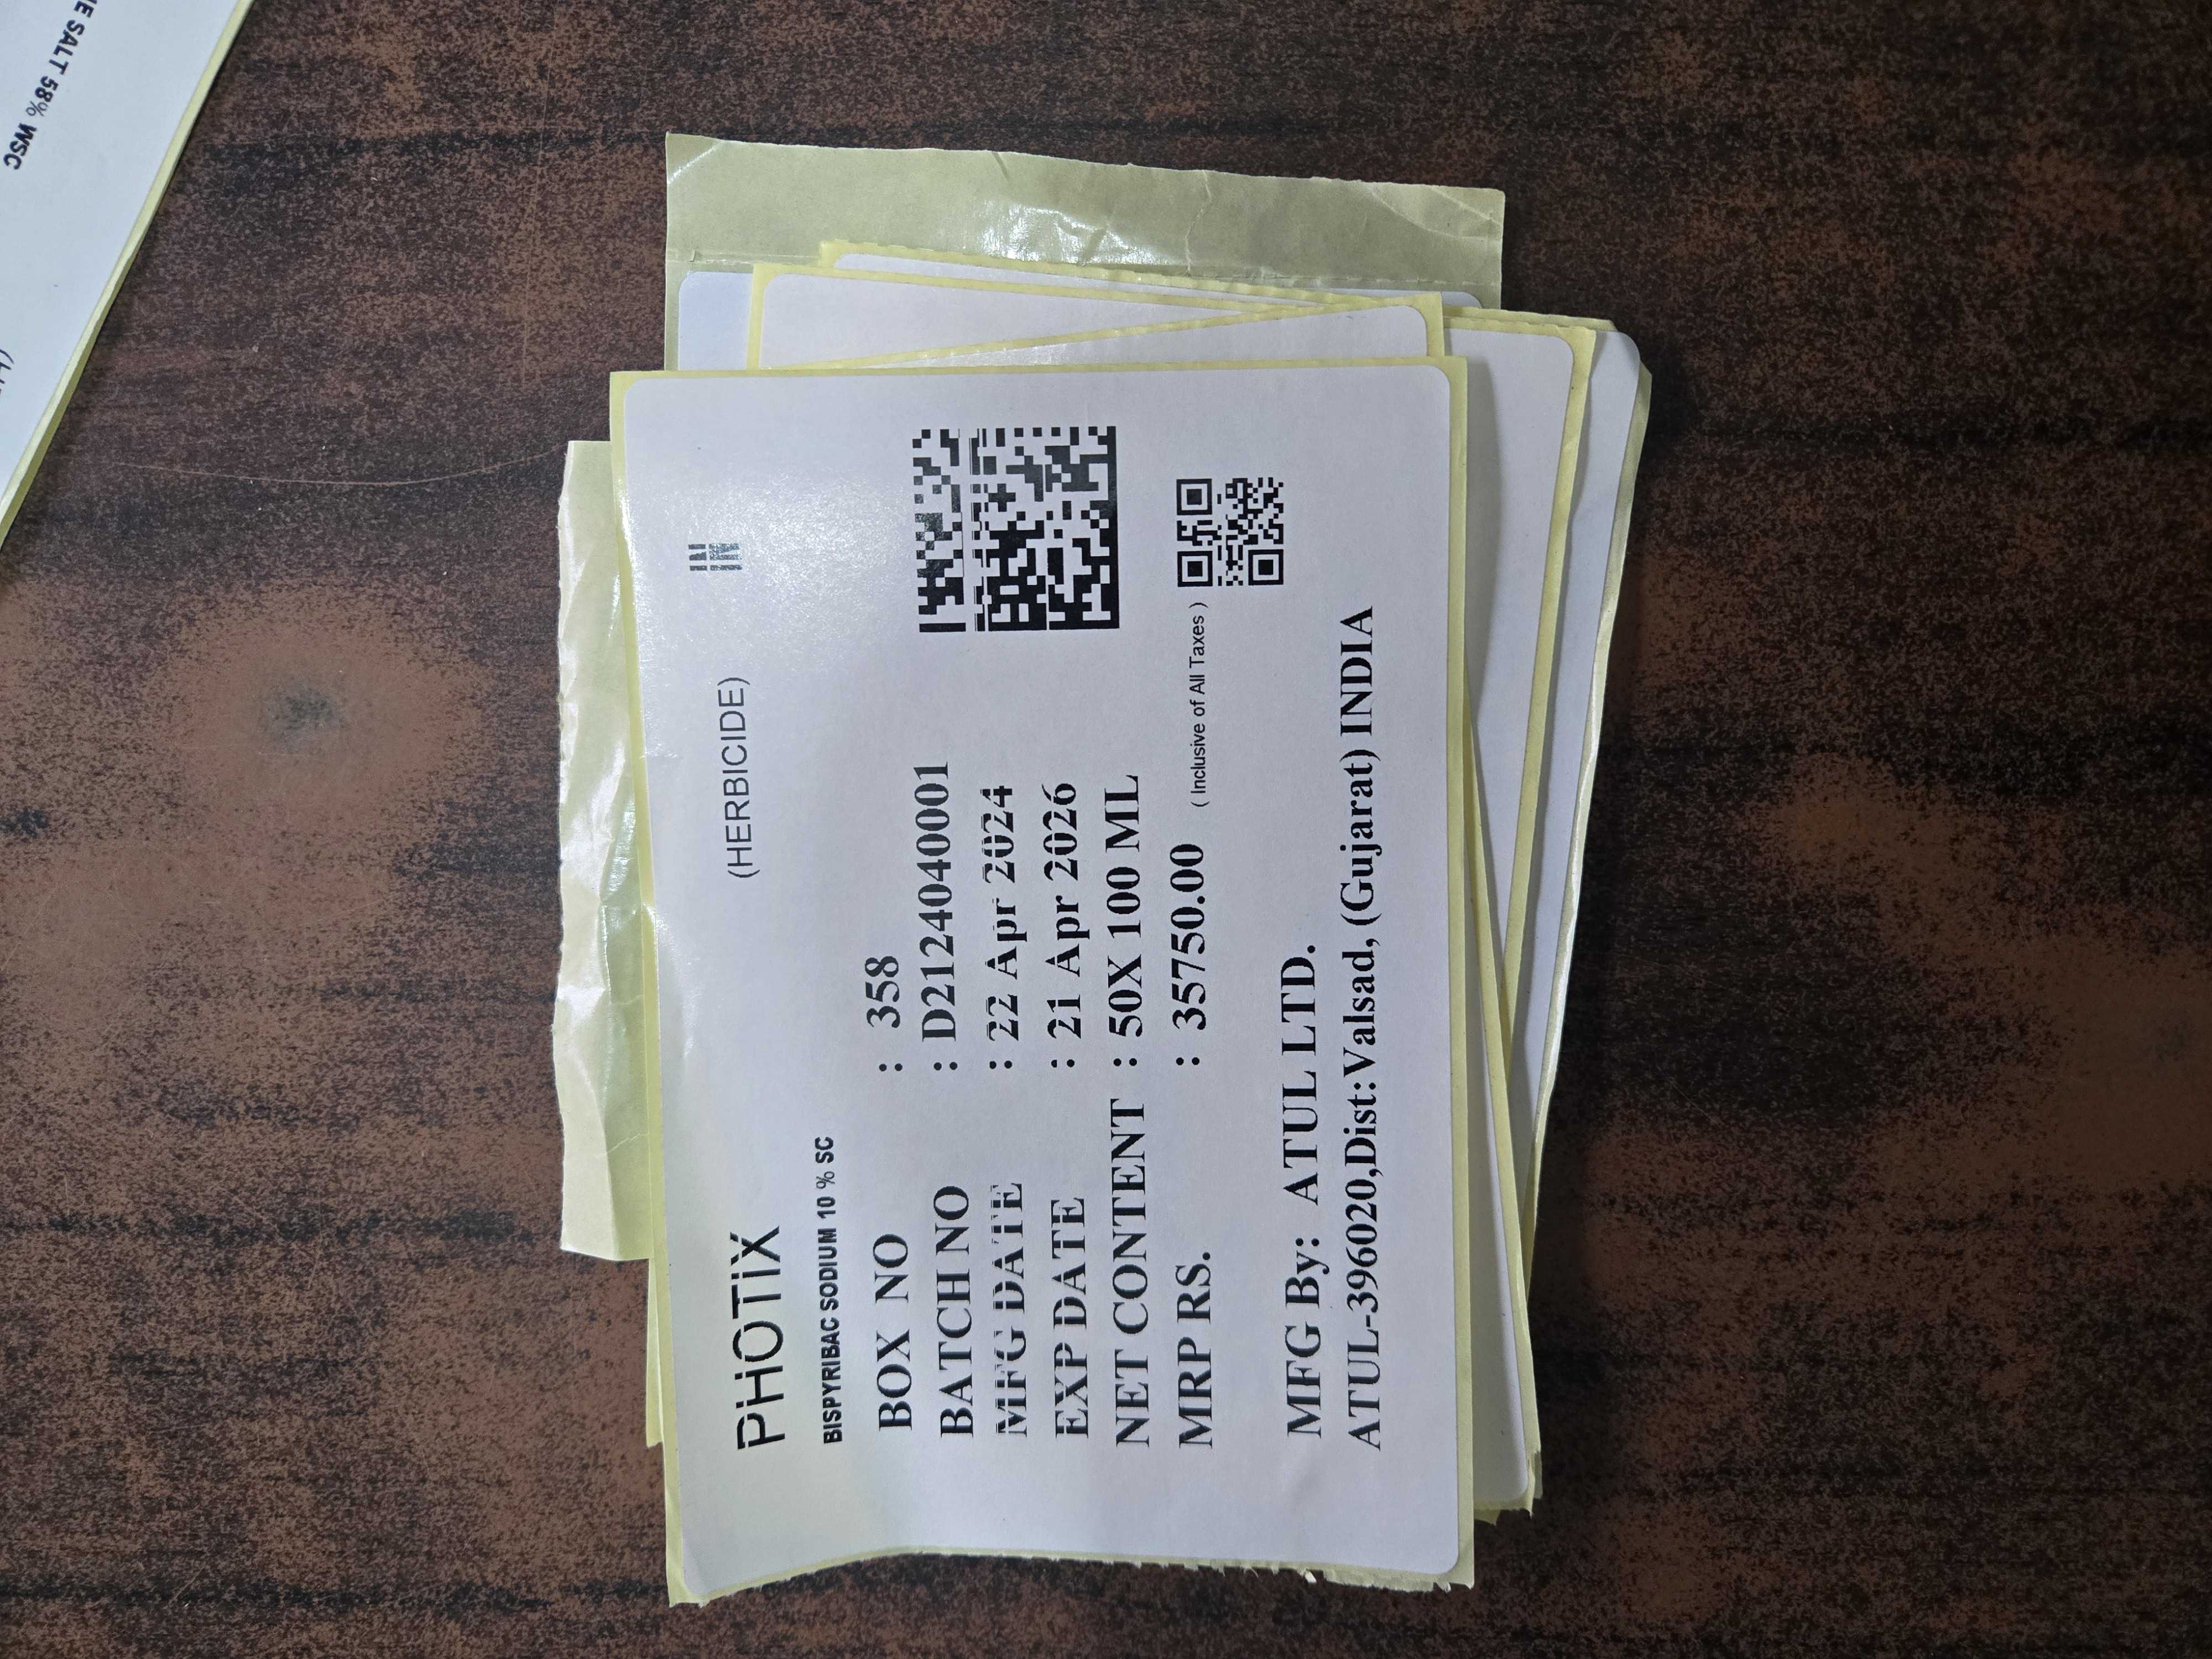 PHOTIX (HERBICIDE)
BISPYRIBAC SODIUM 10 % SC
BOX NO : 358
BATCH NO : D2124040001
MFG DATE : 22 Apr 2024
EXP DATE : 21 Apr 2026
NET CONTENT : 50X 100 ML
MRP RS. : 35750.00 ( Inclusive of All Taxes )
MFG By: ATUL LTD.
ATUL-396020,Dist:Valsad, (Gujarat) INDIA
SALT 58% WSC